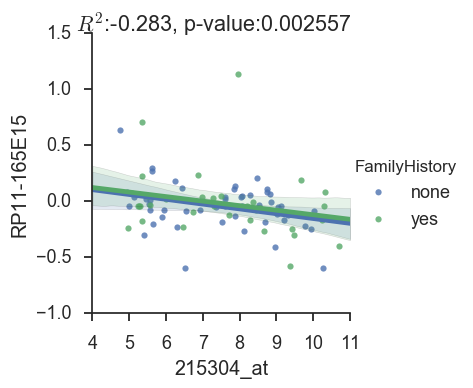 R²:-0.283, p-value:0.002557
1.5
1.0
0.5
0.0
−0.5
−1.0
RP11-165E15
4 5 6 7 8 9 10 11
215304_at
FamilyHistory
none
yes